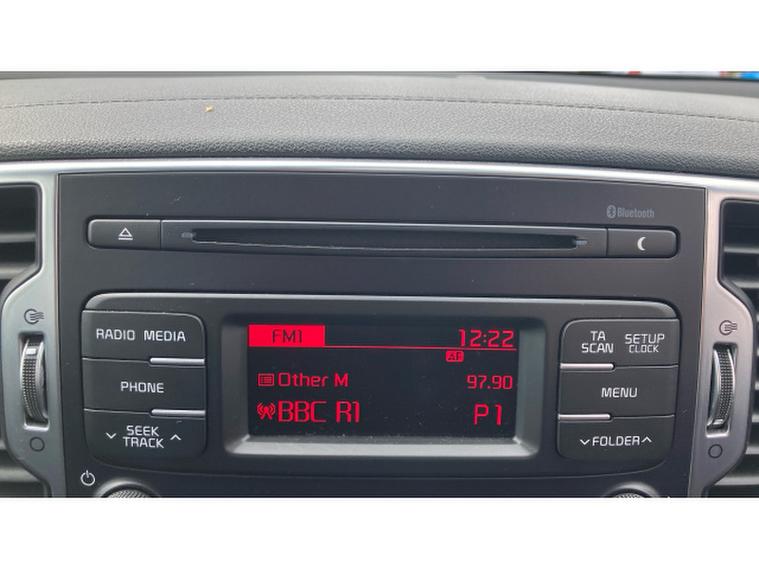 Bluetooth
RADIO MEDIA
FM1 12:22
TA SCAN
SETUP CLOCK
AF
PHONE
Other M 97.90
MENU
BBC R1 P1
SEEK TRACK
FOLDER